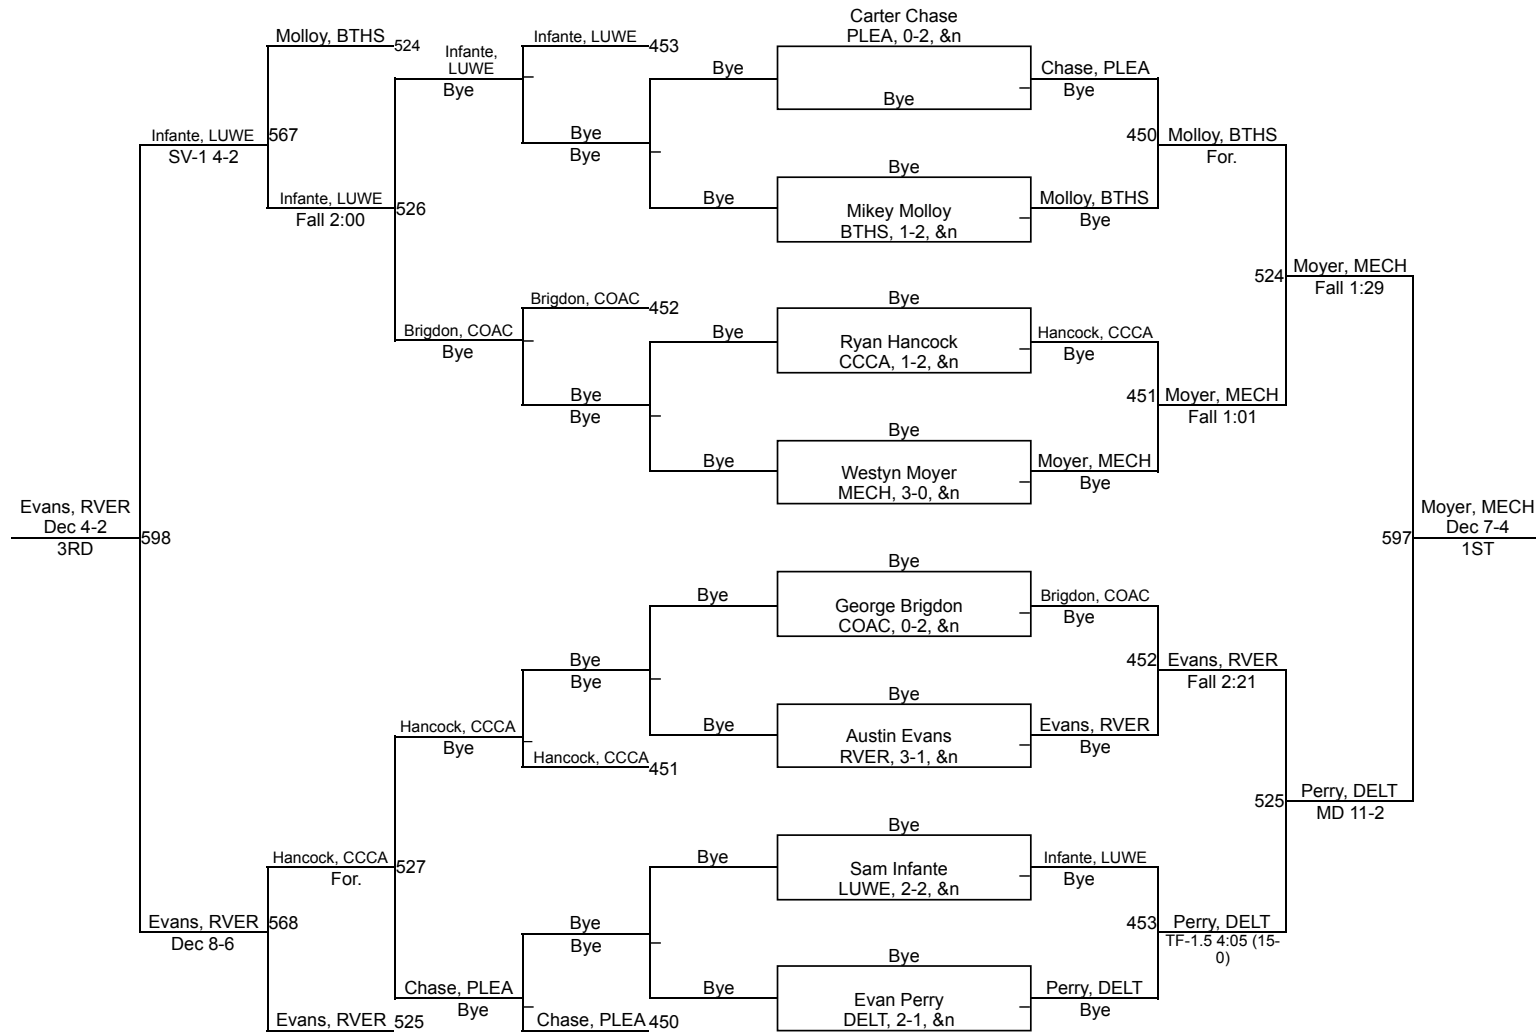 Carter Chase
PLEA, 0-2, &n
Molloy, BTHS
524
Infante,
LUWE
Bye
Infante, LUWE
453
Bye
Bye
Chase, PLEA
Bye
Infante, LUWE
SV-1 4-2
567
Bye
Bye
450
Molloy, BTHS
For.
Bye
Infante, LUWE
Fall 2:00
526
Bye
Mikey Molloy
BTHS, 1-2, &n
Molloy, BTHS
Bye
524
Moyer, MECH
Fall 1:29
Brigdon, COAC
452
Bye
Brigdon, COAC
Bye
Bye
Ryan Hancock
CCCA, 1-2, &n
Hancock, CCCA
Bye
Bye
Bye
451
Moyer, MECH
Fall 1:01
Bye
Bye
Westyn Moyer
MECH, 3-0, &n
Moyer, MECH
Bye
Evans, RVER
Dec 4-2
3RD
598
597
Moyer, MECH
Dec 7-4
1ST
Bye
Bye
George Brigdon
COAC, 0-2, &n
Brigdon, COAC
Bye
Bye
Bye
452
Evans, RVER
Fall 2:21
Bye
Hancock, CCCA
Bye
Bye
Austin Evans
RVER, 3-1, &n
Evans, RVER
Bye
Hancock, CCCA
451
525
Perry, DELT
MD 11-2
Bye
Hancock, CCCA
For.
527
Bye
Sam Infante
LUWE, 2-2, &n
Infante, LUWE
Bye
Evans, RVER
Dec 8-6
568
Bye
Bye
453
Perry, DELT
TF-1.5 4:05 (15-
0)
Bye
Chase, PLEA
Bye
Bye
Evan Perry
DELT, 2-1, &n
Perry, DELT
Bye
Evans, RVER
525
Chase, PLEA
450